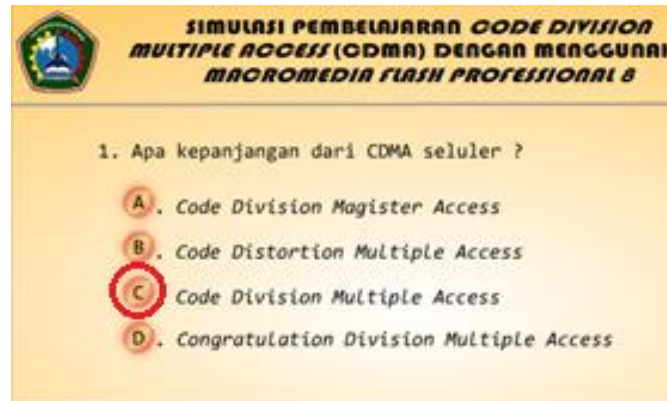 SIMULASI PEMBELAJARAN CODE DIVISION
MULTIPLE ACCESS (CDMA) DENGAN MENGGUNA
MACROMEDIA FLASH PROFESSIONAL 8
1. Apa kepanjangan dari CDMA seluler ?
A. Code Division Magister Access
B. Code Distortion Multiple Access
C Code Division Multiple Access
D. Congratulation Division Multiple Access